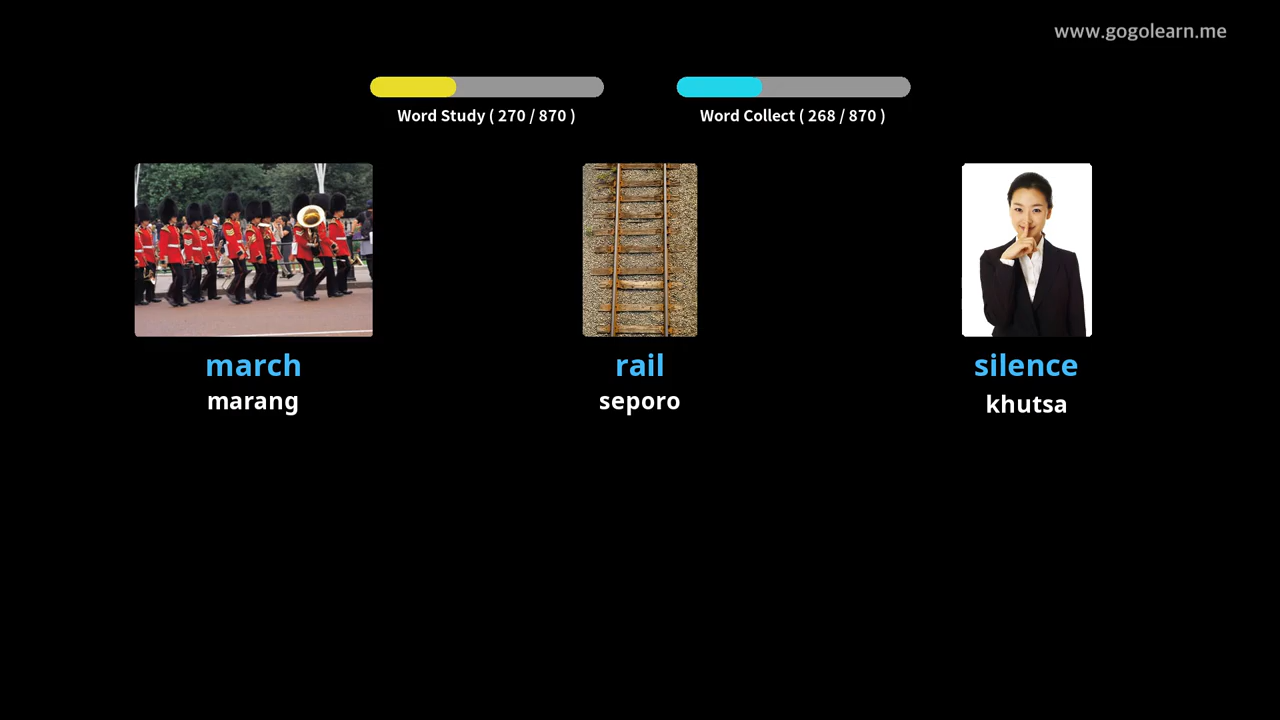 www.gogolearn.me
Word Study ( 270 / 870 )
Word Collect ( 268 / 870 )
march
marang
rail
seporo
silence
khutsa